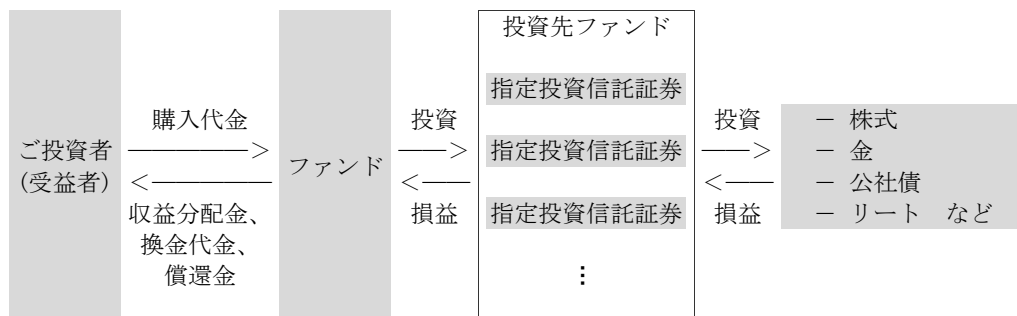 ご投資者
(受益者)
購入代金
―――――>
<―――――
収益分配金、
換金代金、
償還金
ファンド
投資
――>
<――
損益
投資先ファンド
指定投資信託証券
指定投資信託証券
指定投資信託証券
⋮
投資
――>
<――
損益
－ 株式
－ 金
－ 公社債
－ リート　など